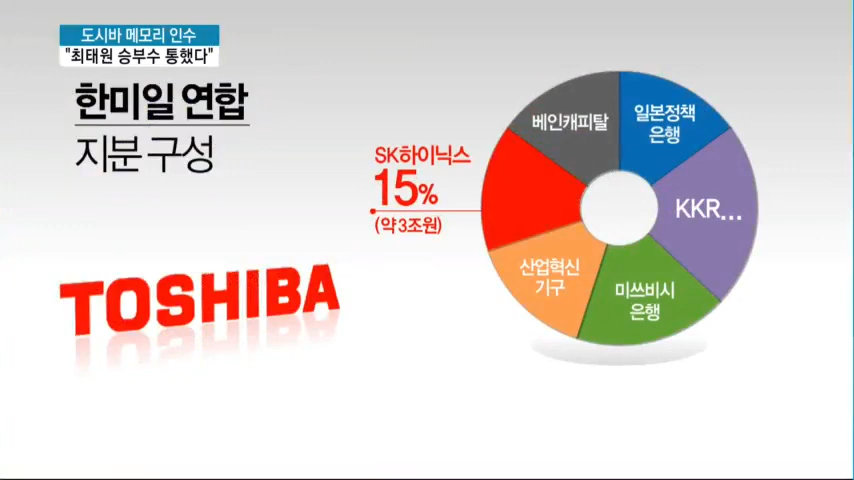 도시바 메모리 인수
"최태원 승부수 통했다"
한미일 연합
지분 구성
SK하이닉스
15%
(약 3조원)
베인캐피탈
일본정책
은행
KKR...
미쓰비시
은행
산업혁신
기구
TOSHIBA